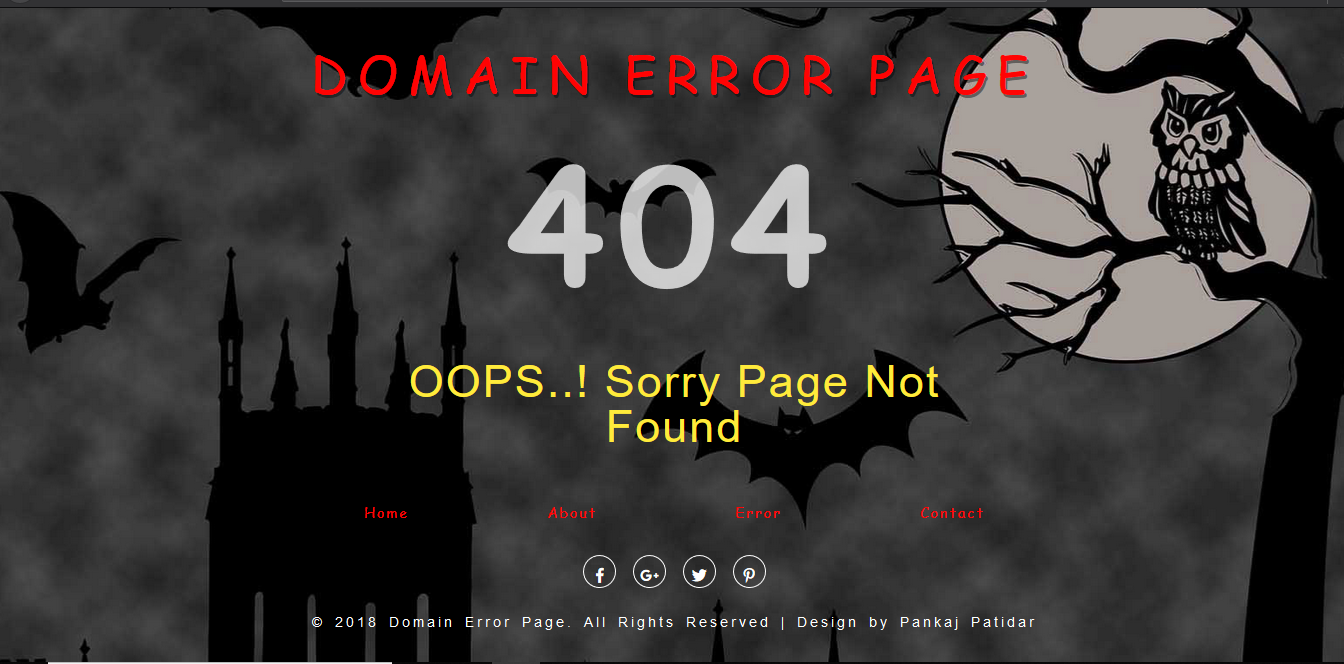 DOMAIN ERROR PAGE
404
OOPS..! Sorry Page Not
Found
Home About Error Contact
© 2018 Domain Error Page. All Rights Reserved | Design by Pankaj Patidar